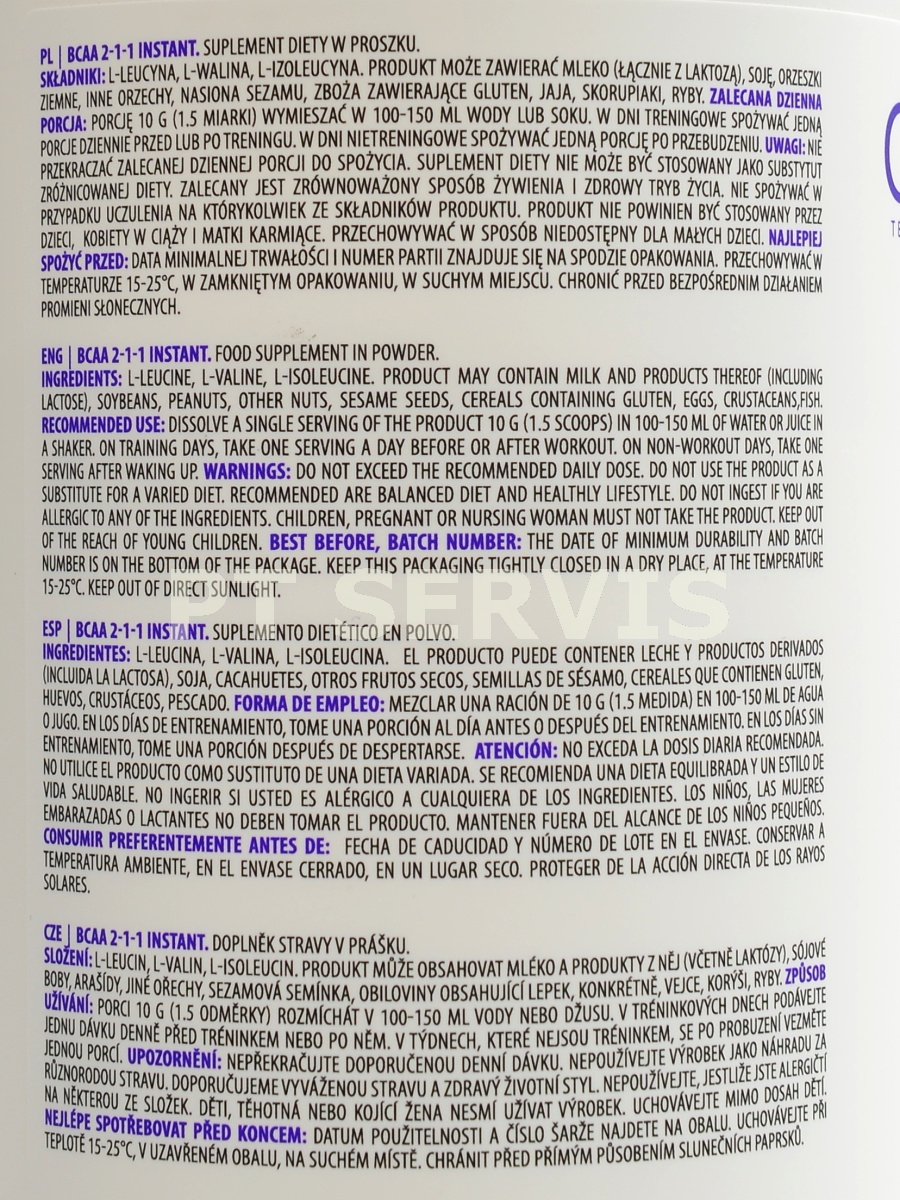 PL | BCAA 2-1-1 INSTANT. SUPLEMENT DIETY W PROSZKU.
SKŁADNIKI: L-LEUCYNA, L-WALINA, L-IZOLEUCYNA. PRODUKT MOŻE ZAWIERAĆ MLEKO (ŁĄCZNIE Z LAKTOZĄ), SOJĘ, ORZESZKI
ZIEMNE, INNE ORZECHY, NASIONA SEZAMU, ZBOŻA ZAWIERAJĄCE GLUTEN, JAJA, SKORUPIAKI, RYBY. ZALECANA DZIENNA
PORCJA: PORCJĘ 10 G (1.5 MIARKI) WYMIESZAĆ W 100-150 ML WODY LUB SOKU. W DNI TRENINGOWE SPOŻYWAĆ JEDNĄ
PORCJE DZIENNIE PRZED LUB PO TRENINGU. W DNI NIETRENINGOWE SPOŻYWAĆ JEDNĄ PORCJĘ PO PRZEBUDZENIU. UWAGI: NIE
PRZEKRACZAĆ ZALECANEJ DZIENNEJ PORCJI DO SPOŻYCIA. SUPLEMENT DIETY NIE MOŻE BYĆ STOSOWANY JAKO SUBSTYTUT
ZRÓŻNICOWANEJ DIETY. ZALECANY JEST ZRÓWNOWAŻONY SPOSÓB ŻYWIENIA I ZDROWY TRYB ŻYCIA. NIE SPOŻYWAĆ W
PRZYPADKU UCZULENIA NA KTÓRYKOLWIEK ZE SKŁADNIKÓW PRODUKTU. PRODUKT NIE POWINIEN BYĆ STOSOWANY PRZEZ
DZIECI, KOBIETY W CIĄŻY I MATKI KARMIĄCE. PRZECHOWYWAĆ W SPOSÓB NIEDOSTĘPNY DLA MAŁYCH DZIECI. NAJLEPIEJ
SPOŻYĆ PRZED: DATA MINIMALNEJ TRWAŁOŚCI I NUMER PARTII ZNAJDUJE SIĘ NA SPODZIE OPAKOWANIA. PRZECHOWYWAĆ W
TEMPERATURZE 15-25°C, W ZAMKNIĘTYM OPAKOWANIU, W SUCHYM MIEJSCU. CHRONIĆ PRZED BEZPOŚREDNIM DZIAŁANIEM
PROMIENI SŁONECZNYCH.
ENG | BCAA 2-1-1 INSTANT. FOOD SUPPLEMENT IN POWDER.
INGREDIENTS: L-LEUCINE, L-VALINE, L-ISOLEUCINE. PRODUCT MAY CONTAIN MILK AND PRODUCTS THEREOF (INCLUDING
LACTOSE), SOYBEANS, PEANUTS, OTHER NUTS, SESAME SEEDS, CEREALS CONTAINING GLUTEN, EGGS, CRUSTACEANS,FISH.
RECOMMENDED USE: DISSOLVE A SINGLE SERVING OF THE PRODUCT 10 G (1.5 SCOOPS) IN 100-150 ML OF WATER OR JUICE IN
A SHAKER. ON TRAINING DAYS, TAKE ONE SERVING A DAY BEFORE OR AFTER WORKOUT. ON NON-WORKOUT DAYS, TAKE ONE
SERVING AFTER WAKING UP. WARNINGS: DO NOT EXCEED THE RECOMMENDED DAILY DOSE. DO NOT USE THE PRODUCT AS A
SUBSTITUTE FOR A VARIED DIET. RECOMMENDED ARE BALANCED DIET AND HEALTHLY LIFESTYLE. DO NOT INGEST IF YOU ARE
ALLERGIC TO ANY OF THE INGREDIENTS. CHILDREN, PREGNANT OR NURSING WOMAN MUST NOT TAKE THE PRODUCT. KEEP OUT
OF THE REACH OF YOUNG CHILDREN. BEST BEFORE, BATCH NUMBER: THE DATE OF MINIMUM DURABILITY AND BATCH
NUMBER IS ON THE BOTTOM OF THE PACKAGE. KEEP THIS PACKAGING TIGHTLY CLOSED IN A DRY PLACE, AT THE TEMPERATURE
15-25°C. KEEP OUT OF DIRECT SUNLIGHT.
PT SERVIS
ESP | BCAA 2-1-1 INSTANT. SUPLEMENTO DIETÉTICO EN POLVO.
INGREDIENTES: L-LEUCINA, L-VALINA, L-ISOLEUCINA. EL PRODUCTO PUEDE CONTENER LECHE Y PRODUCTOS DERIVADOS
(INCLUIDA LA LACTOSA), SOJA, CACAHUETES, OTROS FRUTOS SECOS, SEMILLAS DE SÉSAMO, CEREALES QUE CONTIENEN GLUTEN,
HUEVOS, CRUSTÁCEOS, PESCADO. FORMA DE EMPLEO: MEZCLAR UNA RACIÓN DE 10 G (1.5 MEDIDA) EN 100-150 ML DE AGUA
O JUGO. EN LOS DÍAS DE ENTRENAMIENTO, TOME UNA PORCIÓN AL DÍA ANTES O DESPUÉS DEL ENTRENAMIENTO. EN LOS DÍAS SIN
ENTRENAMIENTO, TOME UNA PORCIÓN DESPUÉS DE DESPERTARSE. ATENCIÓN: NO EXCEDA LA DOSIS DIARIA RECOMENDADA.
NO UTILICE EL PRODUCTO COMO SUSTITUTO DE UNA DIETA VARIADA. SE RECOMIENDA UNA DIETA EQUILIBRADA Y UN ESTILO DE
VIDA SALUDABLE. NO INGERIR SI USTED ES ALÉRGICO A CUALQUIERA DE LOS INGREDIENTES. LOS NIÑOS, LAS MUJERES
EMBARAZADAS O LACTANTES NO DEBEN TOMAR EL PRODUCTO. MANTENER FUERA DEL ALCANCE DE LOS NIÑOS PEQUEÑOS.
CONSUMIR PREFERENTEMENTE ANTES DE: FECHA DE CADUCIDAD Y NÚMERO DE LOTE EN EL ENVASE. CONSERVAR A
TEMPERATURA AMBIENTE, EN EL ENVASE CERRADO, EN UN LUGAR SECO. PROTEGER DE LA ACCIÓN DIRECTA DE LOS RAYOS
SOLARES.
CZE | BCAA 2-1-1 INSTANT. DOPLNĚK STRAVY V PRÁŠKU.
SLOŽENÍ: L-LEUCIN, L-VALIN, L-ISOLEUCIN. PRODUKT MŮŽE OBSAHOVAT MLÉKO A PRODUKTY Z NĚJ (VČETNĚ LAKTÓZY), SÓJOVÉ
BOBY, ARAŠÍDY, JINÉ OŘECHY, SEZAMOVÁ SEMÍNKA, OBILOVINY OBSAHUJÍCÍ LEPEK, KONKRÉTNĚ, VEJCE, KORÝŠI, RYBY. ZPŮSOB
UŽÍVÁNÍ: PORCI 10 G (1.5 ODMĚRKY) ROZMÍCHÁT V 100-150 ML VODY NEBO DŽUSU. V TRÉNINKOVÝCH DNECH PODÁVEJTE
JEDNU DÁVKU DENNĚ PŘED TRÉNINKEM NEBO PO NĚM. V TÝDNECH, KTERÉ NEJSOU TRÉNINKEM, SE PO PROBUZENÍ VEZMĚTE
JEDNOU PORCÍ. UPOZORNĚNÍ: NEPŘEKRAČUJTE DOPORUČENOU DENNÍ DÁVKU. NEPOUŽÍVEJTE VÝROBEK JAKO NÁHRADU ZA
RŮZNORODOU STRAVU. DOPORUČUJEME VYVÁŽENOU STRAVU A ZDRAVÝ ŽIVOTNÍ STYL. NEPOUŽÍVEJTE, JESTLIŽE JSTE ALERGIČTÍ
NA NĚKTEROU ZE SLOŽEK. DĚTI, TĚHOTNÁ NEBO KOJÍCÍ ŽENA NESMÍ UŽÍVAT VÝROBEK. UCHOVÁVEJTE MIMO DOSAH DĚTÍ.
NEJLÉPE SPOTŘEBOVAT PŘED KONCEM: DATUM POUŽITELNOSTI A ČÍSLO ŠARŽE NAJDETE NA OBALU. UCHOVÁVEJTE PŘI
TEPLOTĚ 15-25°C, V UZAVŘENÉM OBALU, NA SUCHÉM MÍSTĚ. CHRÁNIT PŘED PŘÍMÝM PŮSOBENÍM SLUNEČNÍCH PAPRSKŮ.